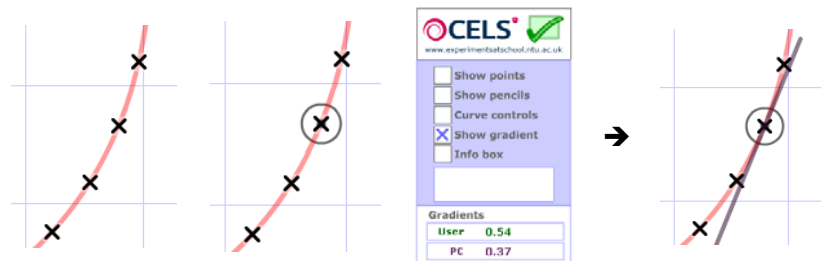 OCELS
www.experimentsatschool.ntu.ac.uk
Show points
Show pencils
Curve controls
Show gradient
Info box
Gradients
User 0.54
PC 0.37